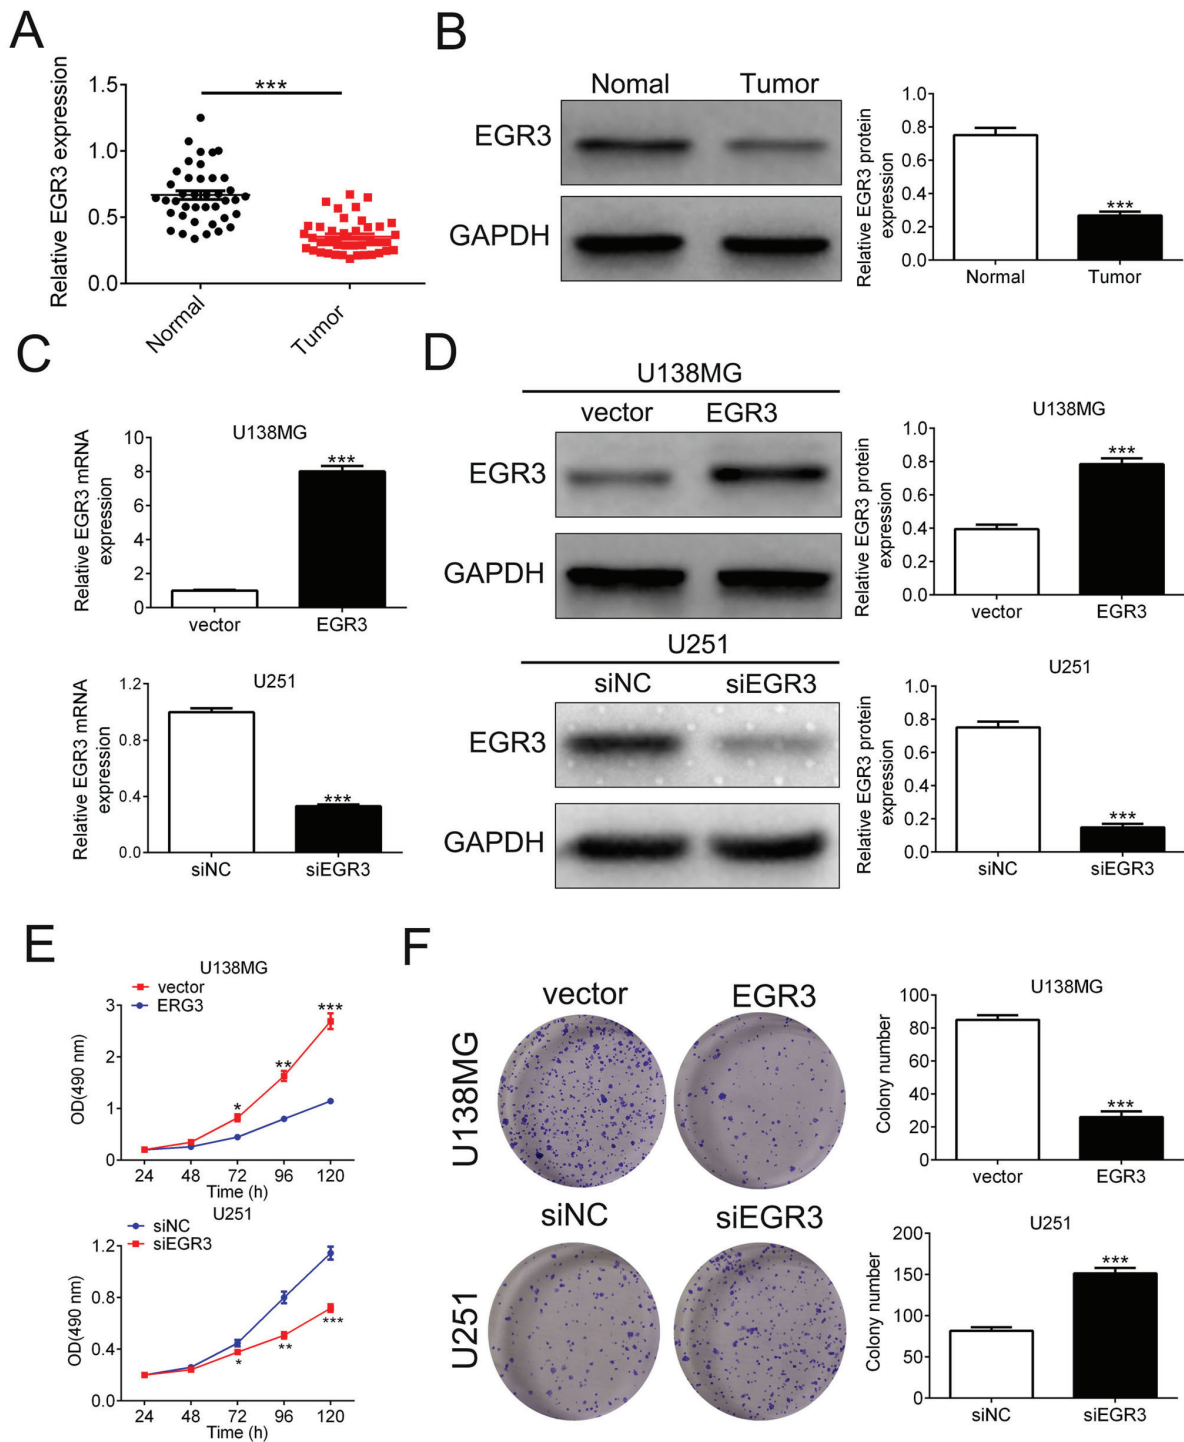 A
Relative EGR3 expression
1.5
1.0
0.5
0.0
***
Normal
Tumor
B
Nomal
Tumor
EGR3
GAPDH
Relative EGR3 protein
expression
1.0
0.8
0.6
0.4
0.2
0.0
***
Normal
Tumor
C
U138MG
Relative EGR3 mRNA
expression
10
8
6
4
2
0
***
vector
EGR3
U251
Relative EGR3 mRNA
expression
1.2
0.8
0.4
0.0
***
siNC
siEGR3
D
U138MG
vector
EGR3
EGR3
GAPDH
U138MG
Relative EGR3 protein
expression
1.0
0.8
0.6
0.4
0.2
0.0
***
vector
EGR3
U251
siNC
siEGR3
EGR3
GAPDH
U251
Relative EGR3 protein
expression
1.0
0.8
0.6
0.4
0.2
0.0
***
siNC
siEGR3
E
U138MG
vector
ERG3
OD(490 nm)
3
2
1
0
*
**
***
24 48 72 96 120
Time (h)
U251
siNC
siEGR3
OD(490 nm)
1.2
0.8
0.4
0.0
*
**
***
24 48 72 96 120
Time (h)
F
vector
EGR3
U138MG
siNC
siEGR3
U251
U138MG
Colony number
100
80
60
40
20
0
***
vector
EGR3
U251
Colony number
200
150
100
50
0
***
siNC
siEGR3